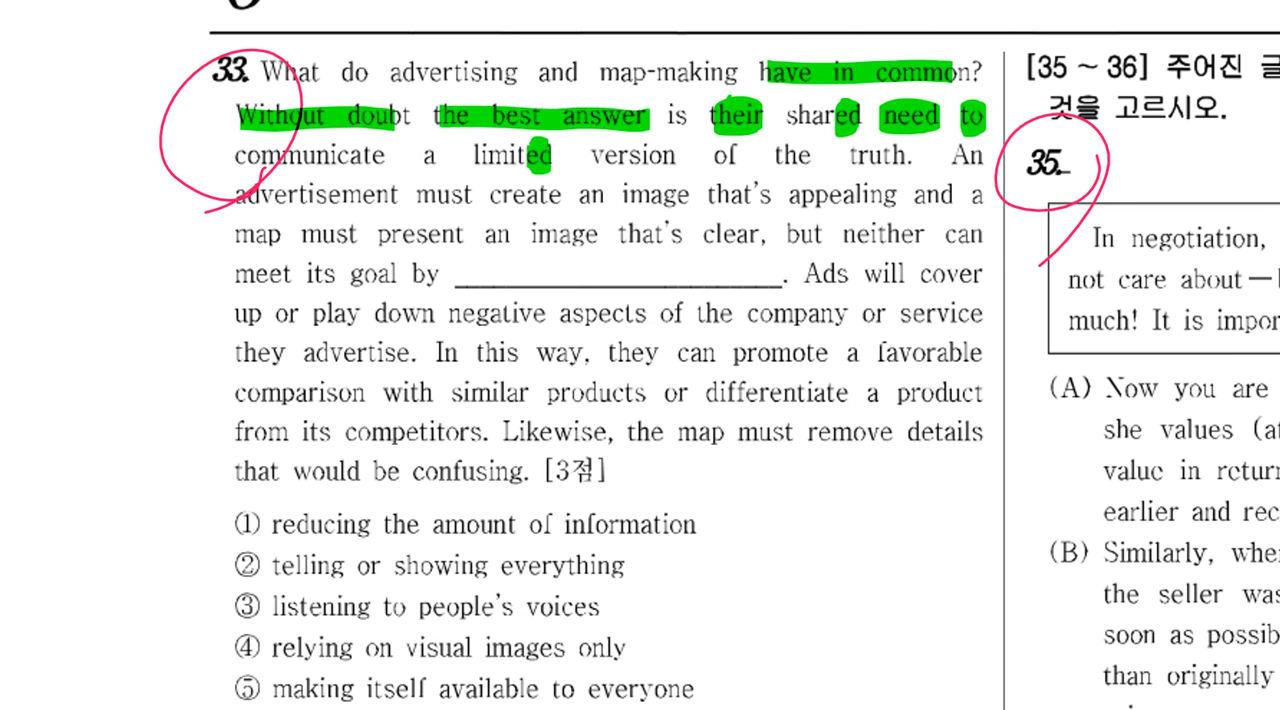 33. What do advertising and map-making have in common?
Without doubt the best answer is their shared need to
communicate a limited version of the truth. An
advertisement must create an image that's appealing and a
map must present an image that's clear, but neither can
meet its goal by ____________________. Ads will cover
up or play down negative aspects of the company or service
they advertise. In this way, they can promote a favorable
comparison with similar products or differentiate a product
from its competitors. Likewise, the map must remove details
that would be confusing. [3점]
① reducing the amount of information
② telling or showing everything
③ listening to people's voices
④ relying on visual images only
⑤ making itself available to everyone
[35 ~ 36] 주어진 글
것을 고르시오.
35.
In negotiation,
not care about—
much! It is
(A) Now you are
she values
value in
earlier and
(B) Similarly,
the seller
soon as
than originally